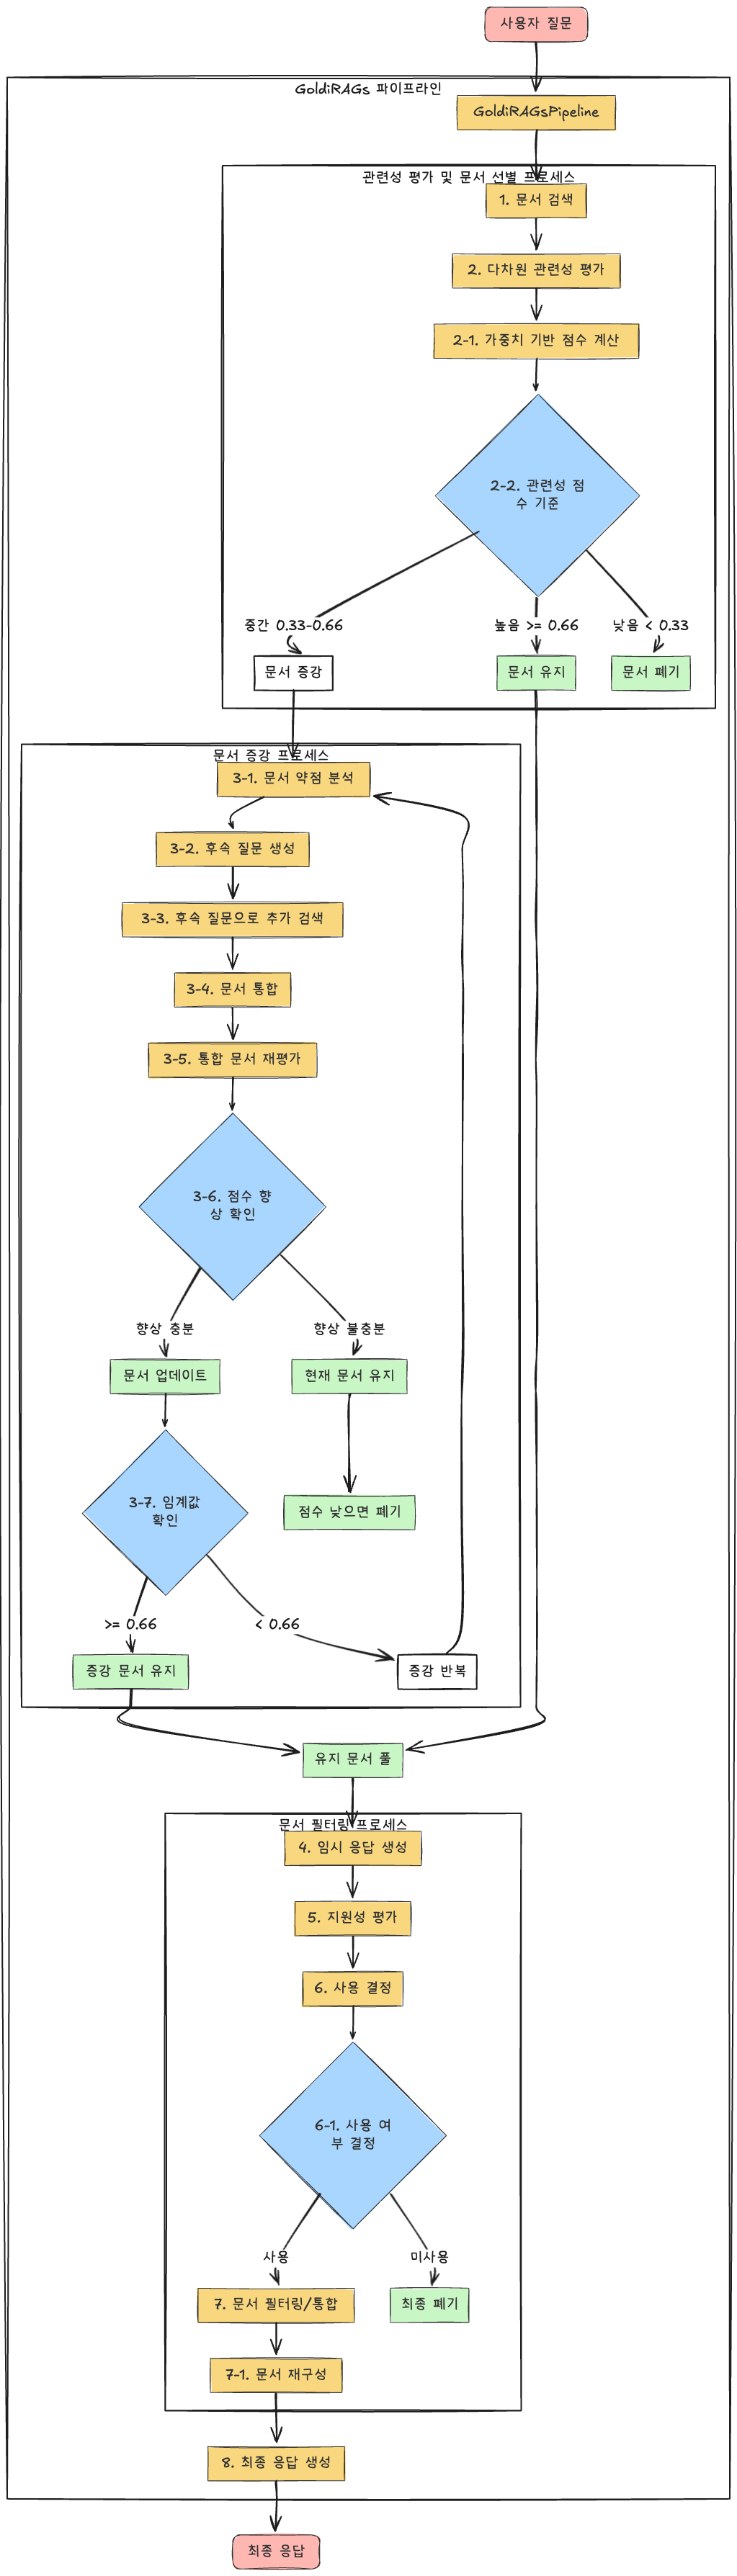 사용자 질문
GoldiRAGs 파이프라인
GoldiRAGsPipeline
관련성 평가 및 문서 선별 프로세스
1. 문서 검색
2. 다차원 관련성 평가
2-1. 가중치 기반 점수 계산
2-2. 관련성 점
수 기준
중간 0.33-0.66
높음 >= 0.66
낮음 < 0.33
문서 증강
문서 유지
문서 폐기
문서 증강 프로세스
3-1. 문서 약점 분석
3-2. 후속 질문 생성
3-3. 후속 질문으로 추가 검색
3-4. 문서 통합
3-5. 통합 문서 재평가
3-6. 점수 향
상 확인
향상 충분
향상 불충분
문서 업데이트
현재 문서 유지
3-7. 임계값
확인
점수 낮으면 폐기
>= 0.66
< 0.66
증강 문서 유지
증강 반복
유지 문서 풀
문서 필터링 프로세스
4. 임시 응답 생성
5. 지원성 평가
6. 사용 결정
6-1. 사용 여
부 결정
사용
미사용
7. 문서 필터링/통합
최종 폐기
7-1. 문서 재구성
8. 최종 응답 생성
최종 응답